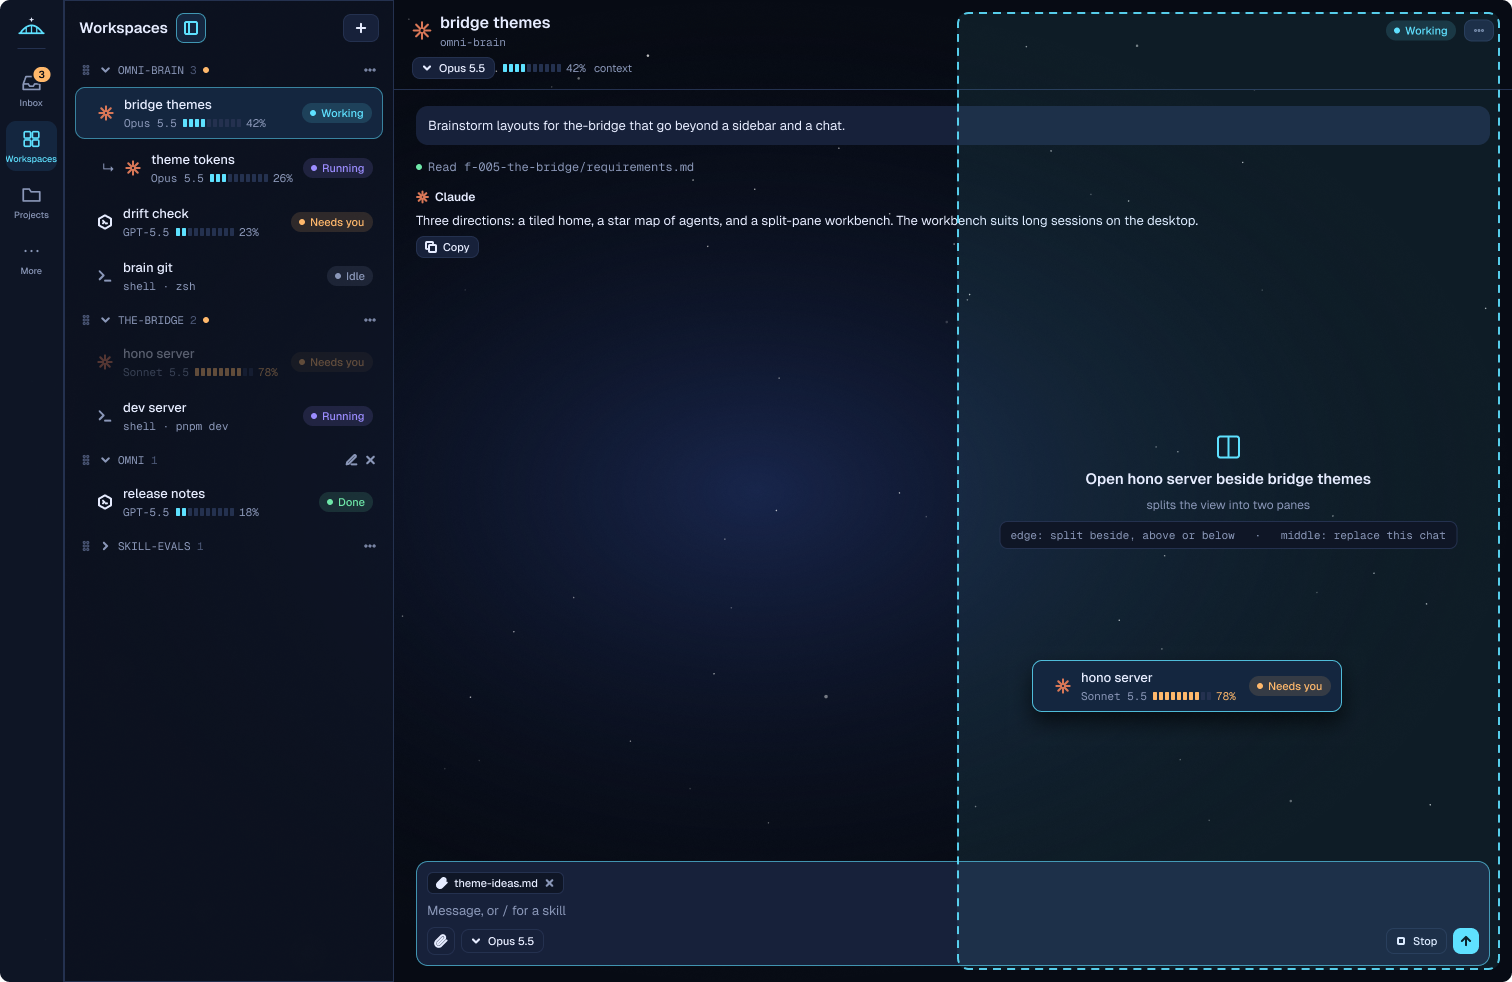 3
Inbox
Workspaces
Projects
More
Workspaces
OMNI-BRAIN 3
bridge themes
Opus 5.5 42%
Working
theme tokens
Opus 5.5 26%
Running
drift check
GPT-5.5 23%
Needs you
brain git
shell · zsh
Idle
THE-BRIDGE 2
hono server
Sonnet 5.5 78%
Needs you
dev server
shell · pnpm dev
Running
OMNI 1
release notes
GPT-5.5 18%
Done
SKILL-EVALS 1
bridge themes
omni-brain
Opus 5.5 42% context
Working
Brainstorm layouts for the-bridge that go beyond a sidebar and a chat.
Read f-005-the-bridge/requirements.md
Claude
Three directions: a tiled home, a star map of agents, and a split-pane workbench. The workbench suits long sessions on the desktop.
Copy
Open hono server beside bridge themes
splits the view into two panes
edge: split beside, above or below · middle: replace this chat
hono server
Sonnet 5.5 78%
Needs you
theme-ideas.md
Message, or / for a skill
Opus 5.5
Stop